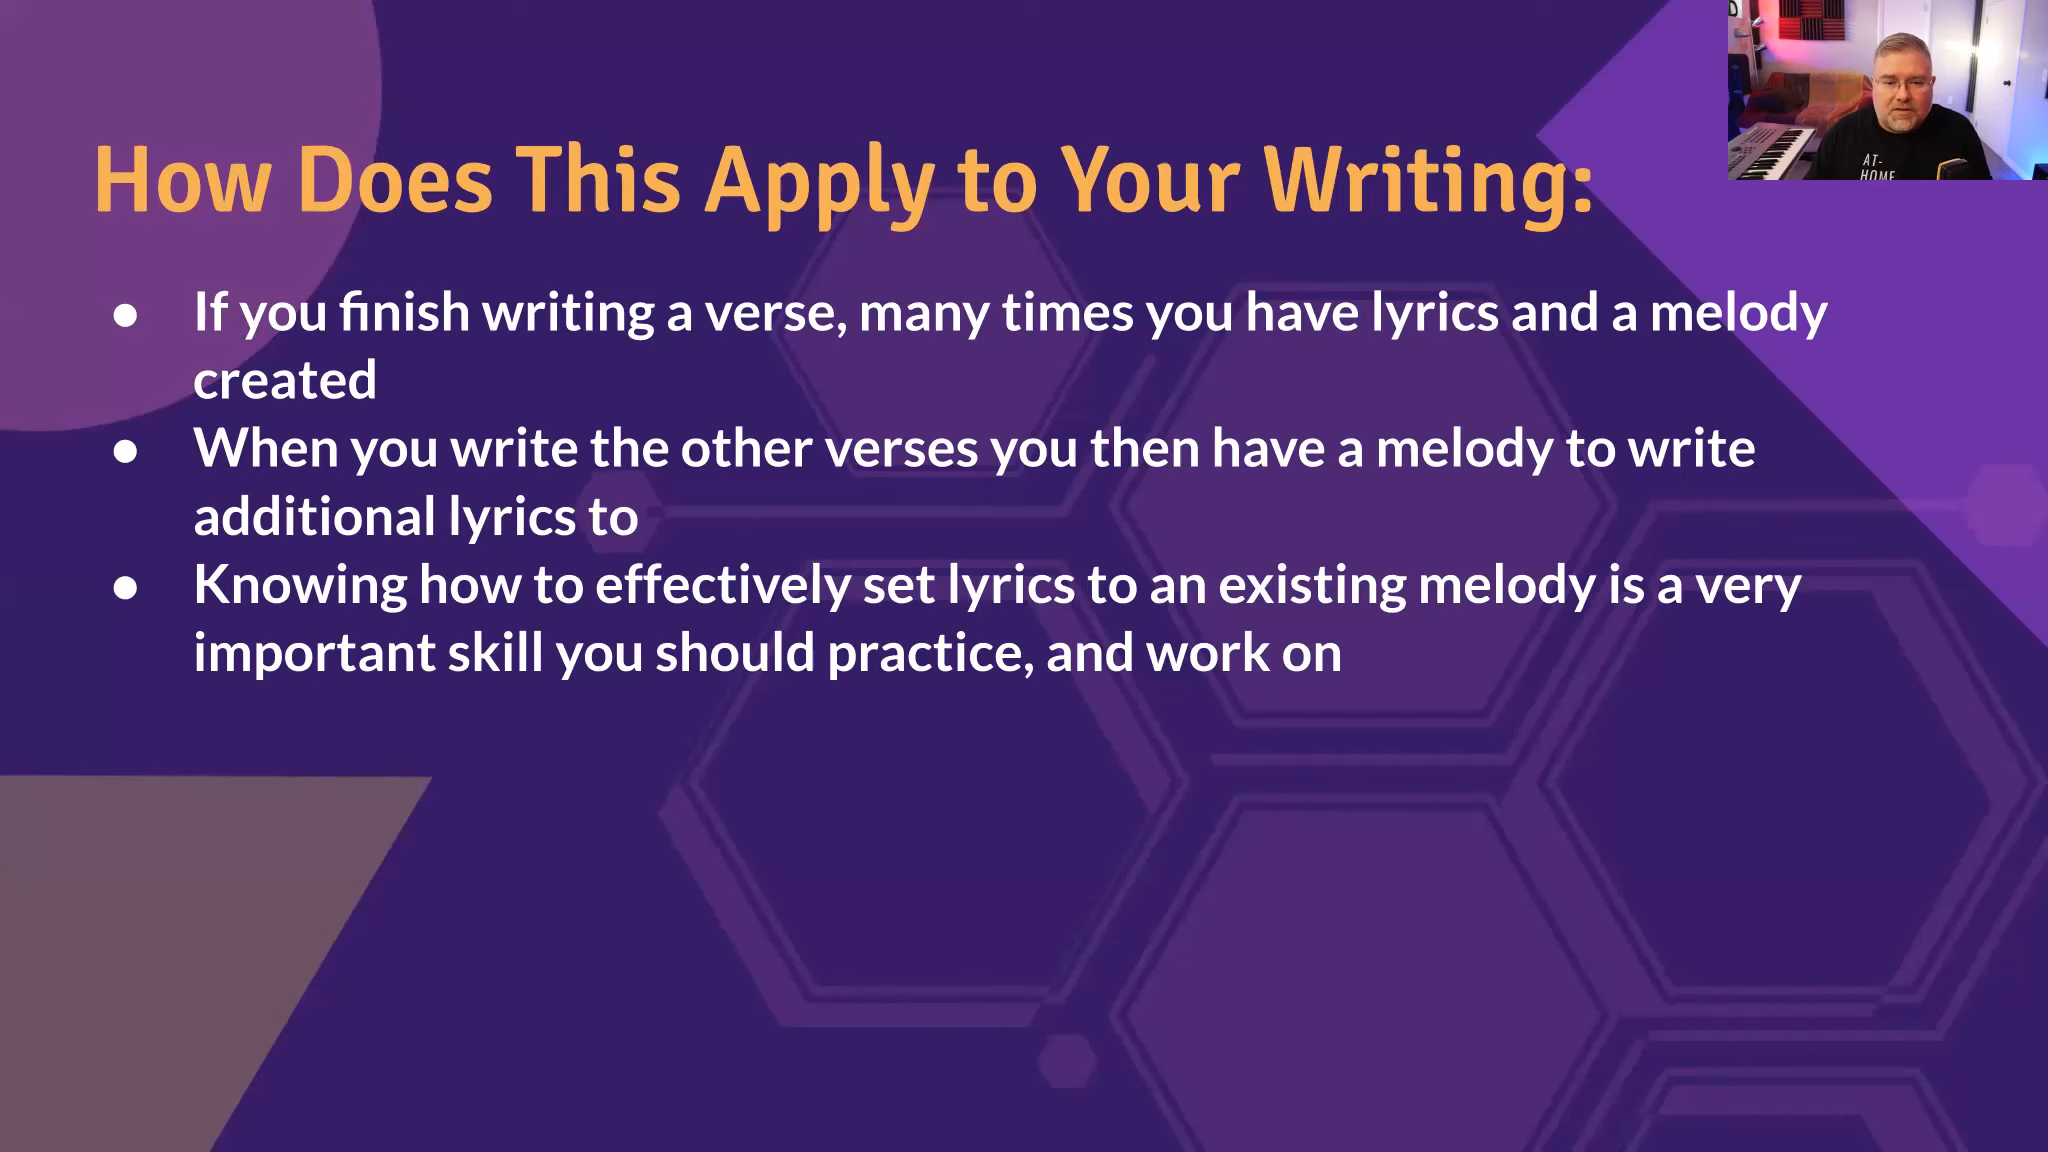 How Does This Apply to Your Writing:
● If you finish writing a verse, many times you have lyrics and a melody
created
● When you write the other verses you then have a melody to write
additional lyrics to
● Knowing how to effectively set lyrics to an existing melody is a very
important skill you should practice, and work on
AT-
HOME